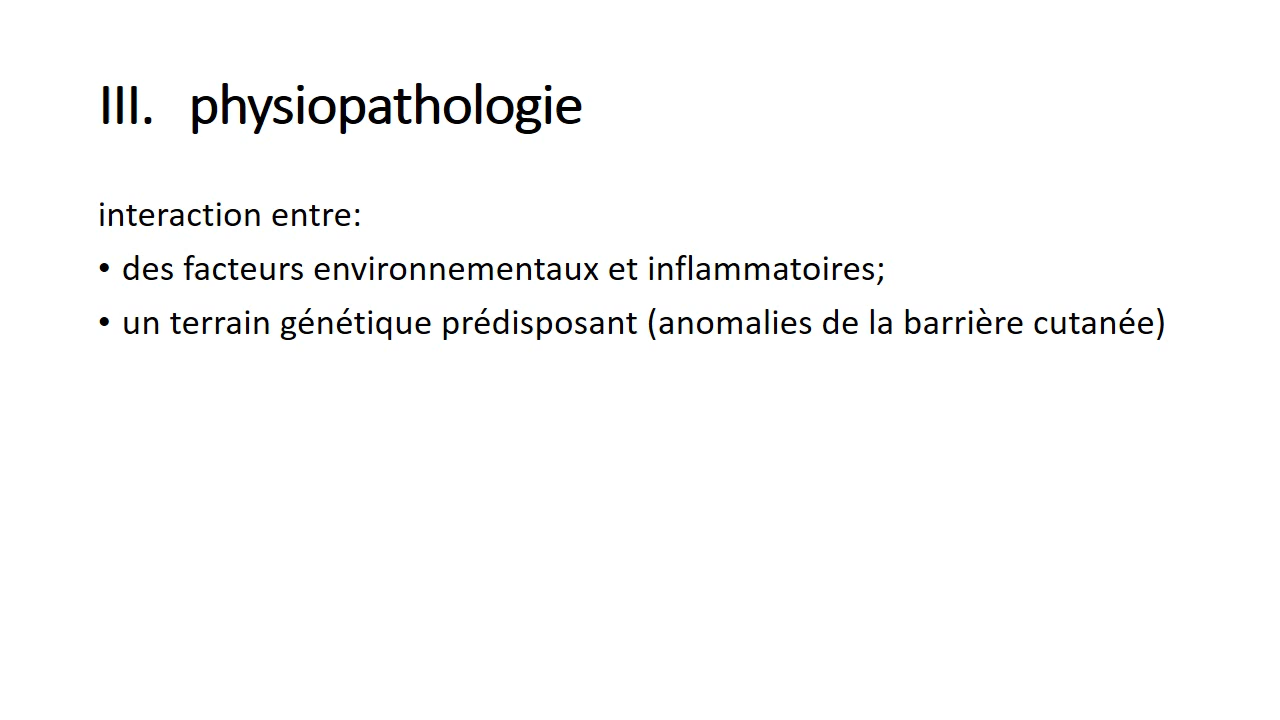 III. physiopathologie
interaction entre:
• des facteurs environnementaux et inflammatoires;
• un terrain génétique prédisposant (anomalies de la barrière cutanée)